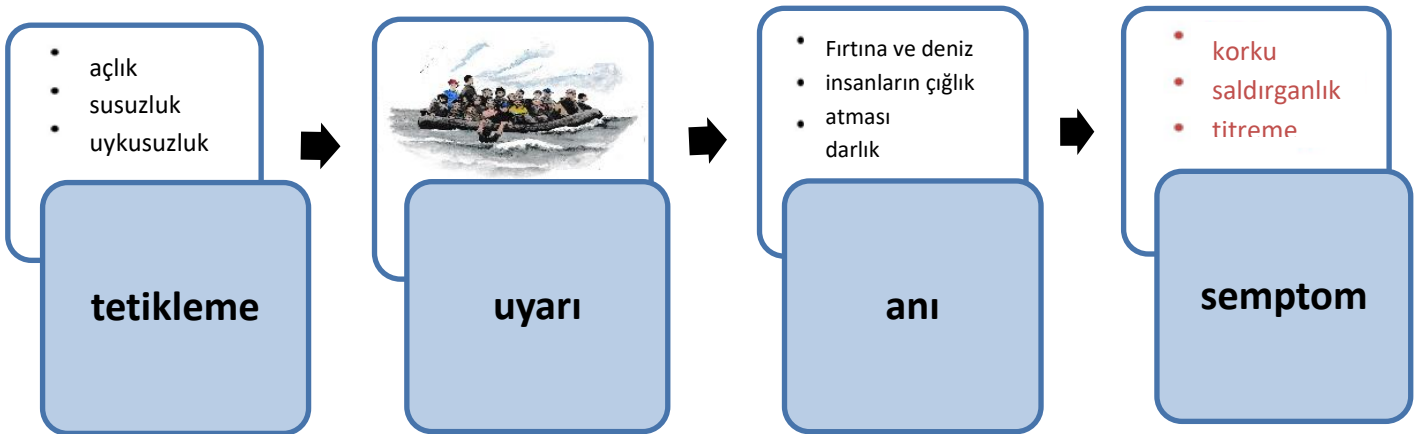 • açlık
• susuzluk
• uykusuzluk
tetikleme
uyarı
• Fırtına ve deniz
• insanların çığlık
• atması
darlık
anı
• korku
• saldırganlık
• titreme
semptom